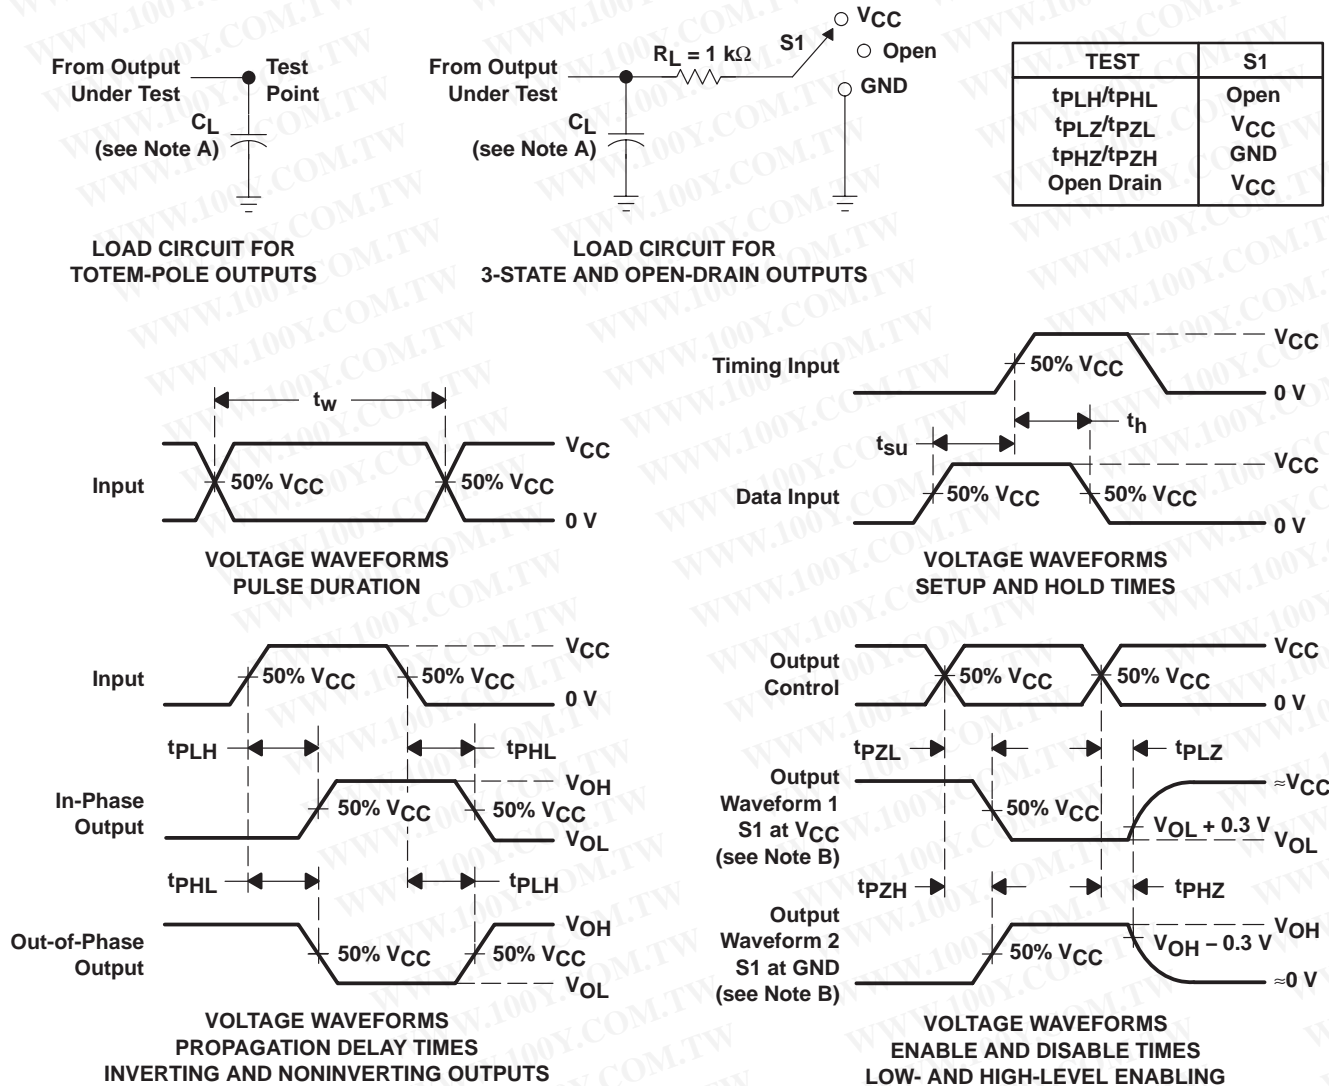 From Output
Under Test
Test
Point
CL
(see Note A)
LOAD CIRCUIT FOR
TOTEM-POLE OUTPUTS
From Output
Under Test
RL = 1 kΩ
S1
VCC
Open
GND
CL
(see Note A)
LOAD CIRCUIT FOR
3-STATE AND OPEN-DRAIN OUTPUTS
TEST S1
tPLH/tPHL Open
tPLZ/tPZL VCC
tPHZ/tPZH GND
Open Drain VCC
tw
Input
50% VCC
50% VCC
VCC
0 V
VOLTAGE WAVEFORMS
PULSE DURATION
Timing Input
50% VCC
VCC
0 V
tsu
th
Data Input
50% VCC
50% VCC
VCC
0 V
VOLTAGE WAVEFORMS
SETUP AND HOLD TIMES
Input
50% VCC
50% VCC
VCC
0 V
tPLH
tPHL
In-Phase
Output
50% VCC
50% VCC
VOH
VOL
tPHL
tPLH
Out-of-Phase
Output
50% VCC
50% VCC
VOH
VOL
VOLTAGE WAVEFORMS
PROPAGATION DELAY TIMES
INVERTING AND NONINVERTING OUTPUTS
Output
Control
50% VCC
50% VCC
VCC
0 V
tPZL
tPLZ
Output
Waveform 1
S1 at VCC
(see Note B)
50% VCC
VOL + 0.3 V
≈VCC
VOL
tPZH
tPHZ
Output
Waveform 2
S1 at GND
(see Note B)
50% VCC
VOH − 0.3 V
VOH
≈0 V
VOLTAGE WAVEFORMS
ENABLE AND DISABLE TIMES
LOW- AND HIGH-LEVEL ENABLING
WWW.100Y.COM.TW